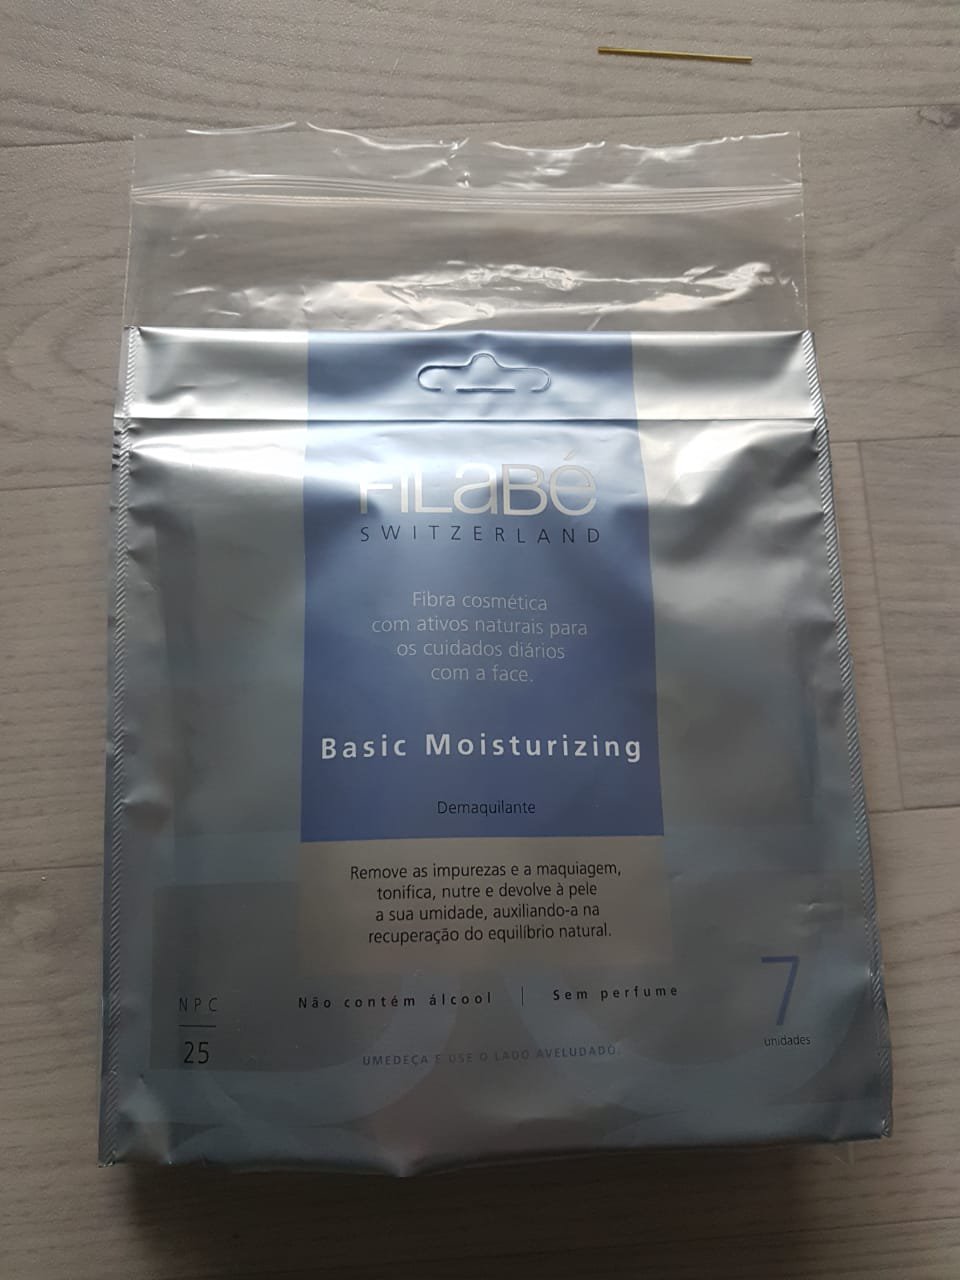 FILaBé
SWITZERLAND
Fibra cosmética
com ativos naturais para
os cuidados diários
com a face.
Basic Moisturizing
Demaquilante
Remove as impurezas e a maquiagem,
tonifica, nutre e devolve à pele
a sua umidade, auxiliando-a na
recuperação do equilíbrio natural.
NPC
25
Não contém álcool | Sem perfume
7
unidades
UMEDEÇA E USE O LADO AVELUDADO.